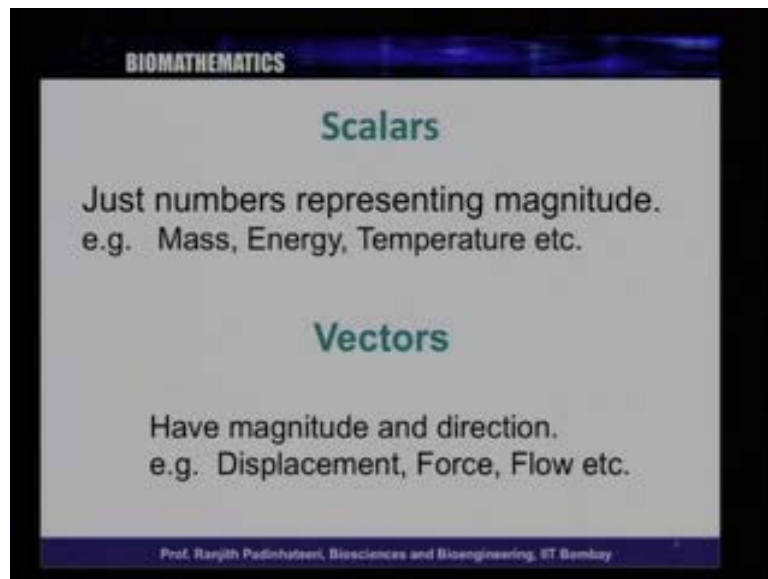 BIOMATHEMATICS
Scalars
Just numbers representing magnitude.
e.g. Mass, Energy, Temperature etc.
Vectors
Have magnitude and direction.
e.g. Displacement, Force, Flow etc.
Prof. Ranjith Padinhateeri, Biosciences and Bioengineering, IIT Bombay